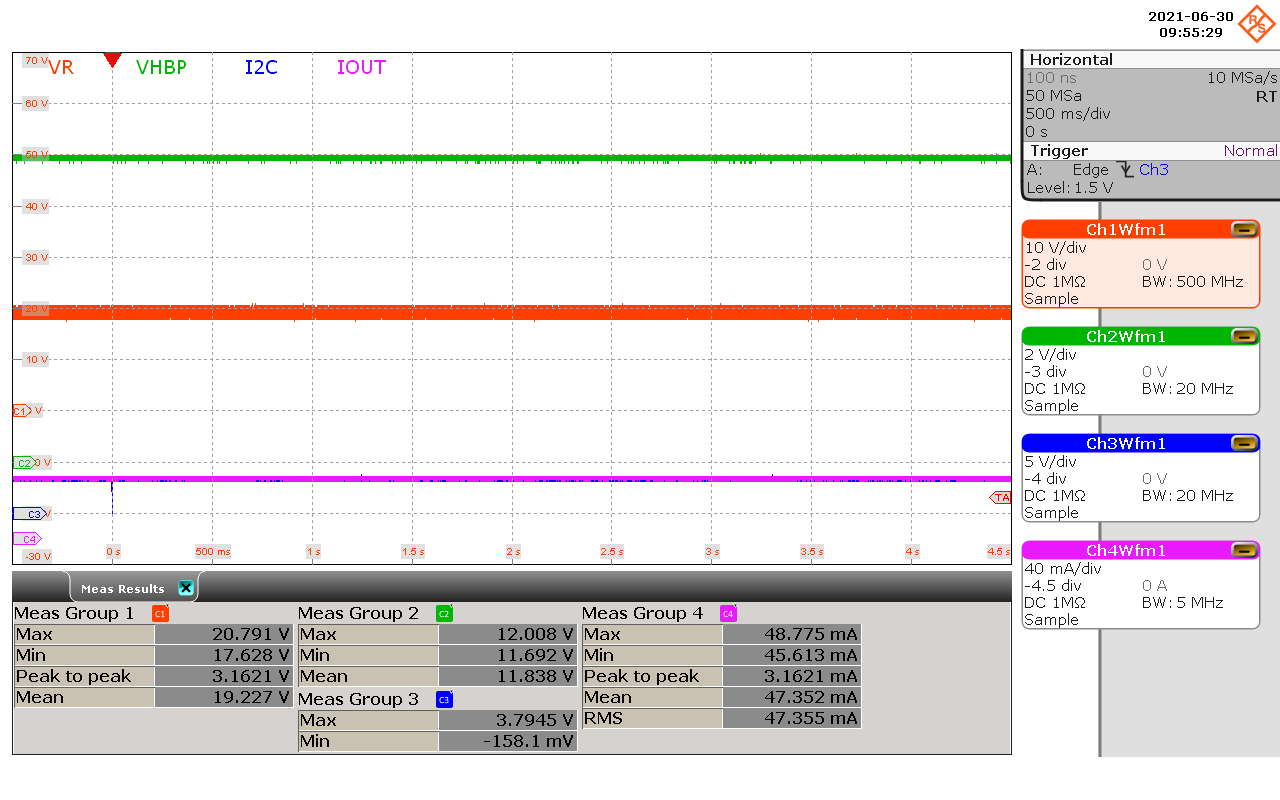 2021-06-30
09:55:29
R S
VR VHBP I2C IOUT
70 V
60 V
50 V
40 V
30 V
20 V
10 V
C1 V
C2 0 V
C3 V
C4
-30 V
TA
0 s 500 ms 1 s 1.5 s 2 s 2.5 s 3 s 3.5 s 4 s 4.5 s
Horizontal
100 ns 10 MSa/s
50 MSa RT
500 ms/div
0 s
Trigger Normal
A: Edge Ch3
Level: 1.5 V
Ch1Wfm1
10 V/div
-2 div 0 V
DC 1MΩ BW: 500 MHz
Sample
Ch2Wfm1
2 V/div
-3 div 0 V
DC 1MΩ BW: 20 MHz
Sample
Ch3Wfm1
5 V/div
-4 div 0 V
DC 1MΩ BW: 20 MHz
Sample
Ch4Wfm1
40 mA/div
-4.5 div 0 A
DC 1MΩ BW: 5 MHz
Sample
Meas Results
Meas Group 1 C1
Max 20.791 V
Min 17.628 V
Peak to peak 3.1621 V
Mean 19.227 V
Meas Group 2 C2
Max 12.008 V
Min 11.692 V
Mean 11.838 V
Meas Group 3 C3
Max 3.7945 V
Min -158.1 mV
Meas Group 4 C4
Max 48.775 mA
Min 45.613 mA
Peak to peak 3.1621 mA
Mean 47.352 mA
RMS 47.355 mA